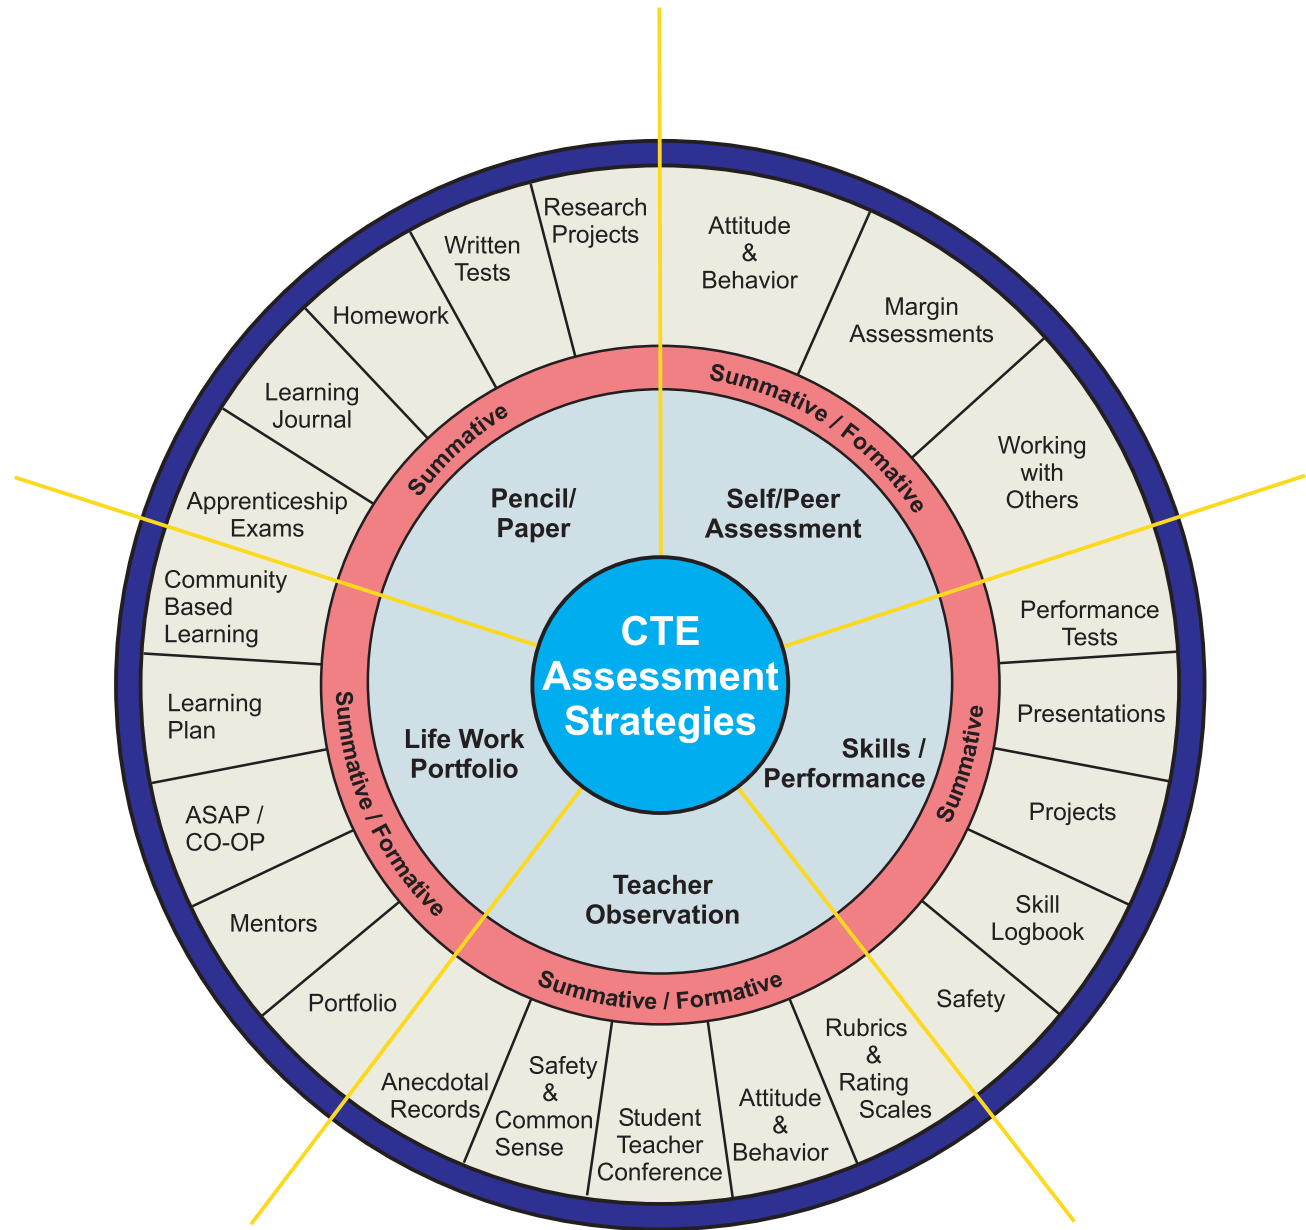 CTE
Assessment
Strategies
Pencil/
Paper
Summative
Research
Projects
Written
Tests
Homework
Learning
Journal
Apprenticeship
Exams
Self/Peer
Assessment
Summative / Formative
Attitude
&
Behavior
Margin
Assessments
Working
with
Others
Skills /
Performance
Summative
Performance
Tests
Presentations
Projects
Skill
Logbook
Safety
Teacher
Observation
Summative / Formative
Rubrics
&
Rating
Scales
Attitude
&
Behavior
Student
Teacher
Conference
Safety
&
Common
Sense
Anecdotal
Records
Life Work
Portfolio
Summative / Formative
Community
Based
Learning
Learning
Plan
ASAP /
CO-OP
Mentors
Portfolio